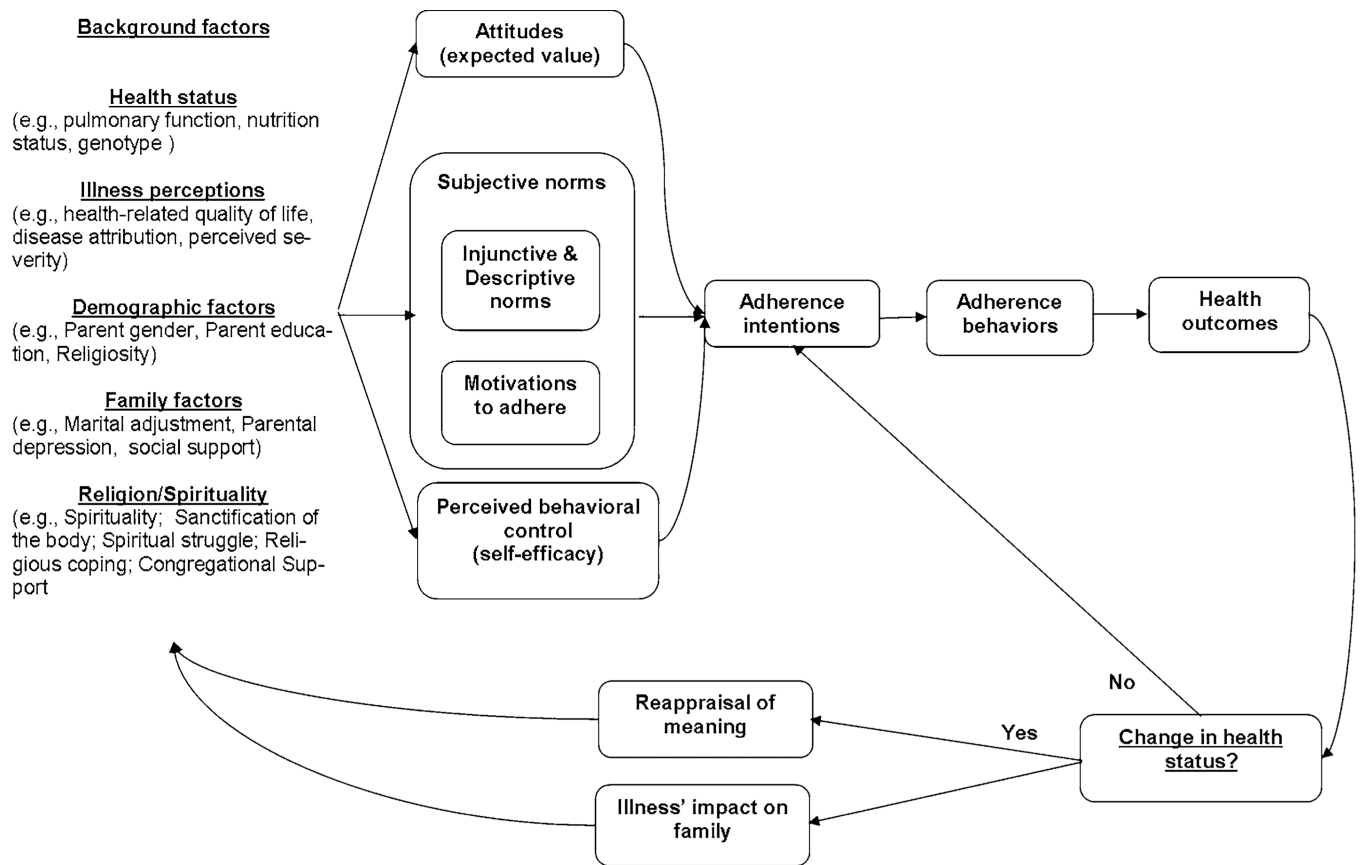 Background factors
Health status
(e.g., pulmonary function, nutrition
status, genotype )
Illness perceptions
(e.g., health-related quality of life,
disease attribution, perceived se-
verity)
Demographic factors
(e.g., Parent gender, Parent educa-
tion, Religiosity)
Family factors
(e.g., Marital adjustment, Parental
depression,  social support)
Religion/Spirituality
(e.g., Spirituality;  Sanctification of
the body; Spiritual struggle; Reli-
gious coping; Congregational Sup-
port
Attitudes
(expected value)
Subjective norms
Injunctive &
Descriptive
norms
Motivations
to adhere
Perceived behavioral
control
(self-efficacy)
Adherence
intentions
Adherence
behaviors
Health
outcomes
No
Yes
Change in health
status?
Reappraisal of
meaning
Illness’ impact on
family